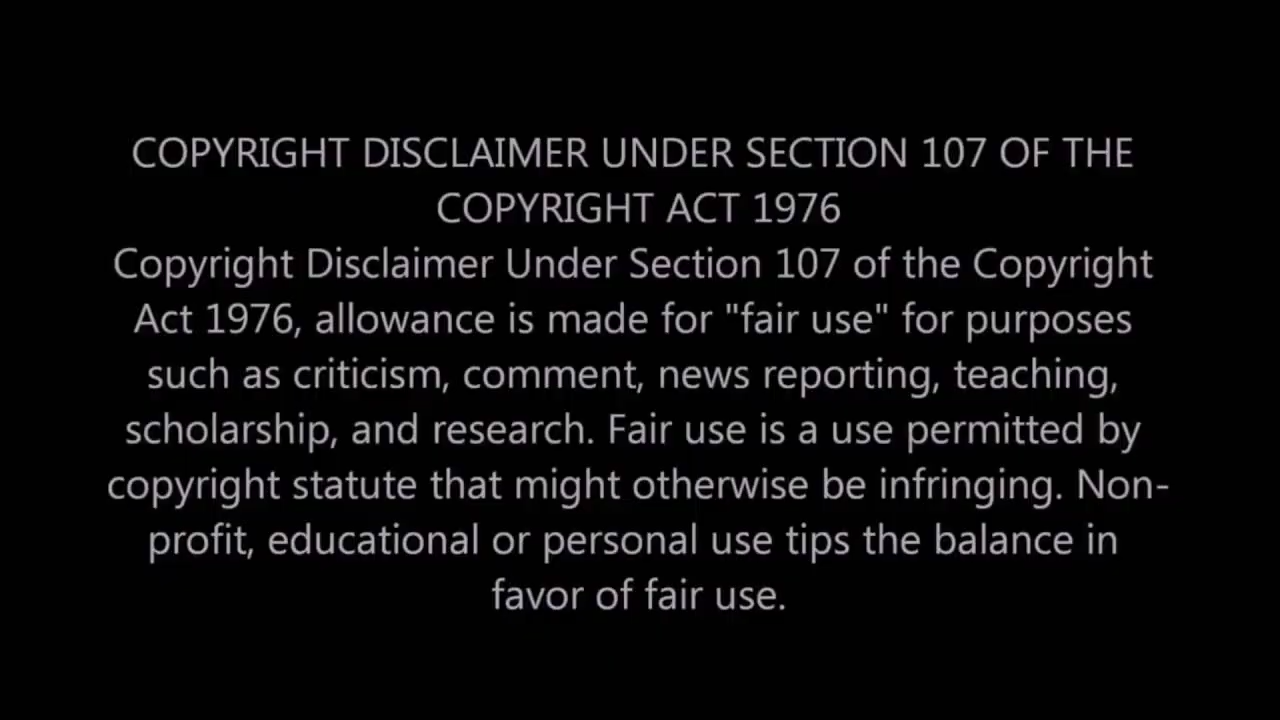 COPYRIGHT DISCLAIMER UNDER SECTION 107 OF THE
COPYRIGHT ACT 1976
Copyright Disclaimer Under Section 107 of the Copyright
Act 1976, allowance is made for "fair use" for purposes
such as criticism, comment, news reporting, teaching,
scholarship, and research. Fair use is a use permitted by
copyright statute that might otherwise be infringing. Non-
profit, educational or personal use tips the balance in
favor of fair use.